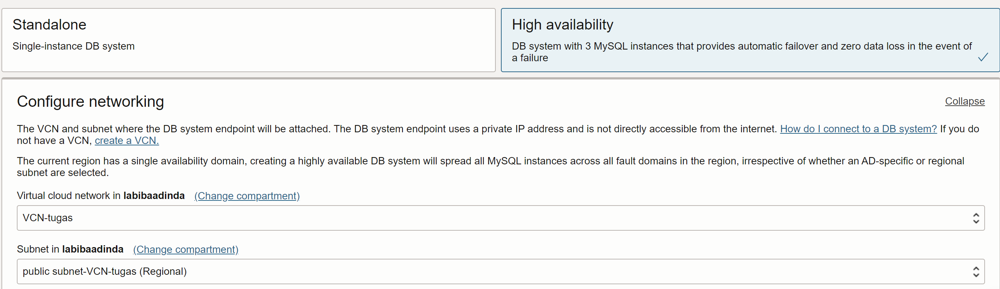 Standalone
Single-instance DB system
High availability
DB system with 3 MySQL instances that provides automatic failover and zero data loss in the event of
a failure
Configure networking
Collapse
The VCN and subnet where the DB system endpoint will be attached. The DB system endpoint uses a private IP address and is not directly accessible from the internet. How do I connect to a DB system? If you do
not have a VCN, create a VCN.
The current region has a single availability domain, creating a highly available DB system will spread all MySQL instances across all fault domains in the region, irrespective of whether an AD-specific or regional
subnet are selected.
Virtual cloud network in labibaadinda (Change compartment)
VCN-tugas
Subnet in labibaadinda (Change compartment)
public subnet-VCN-tugas (Regional)